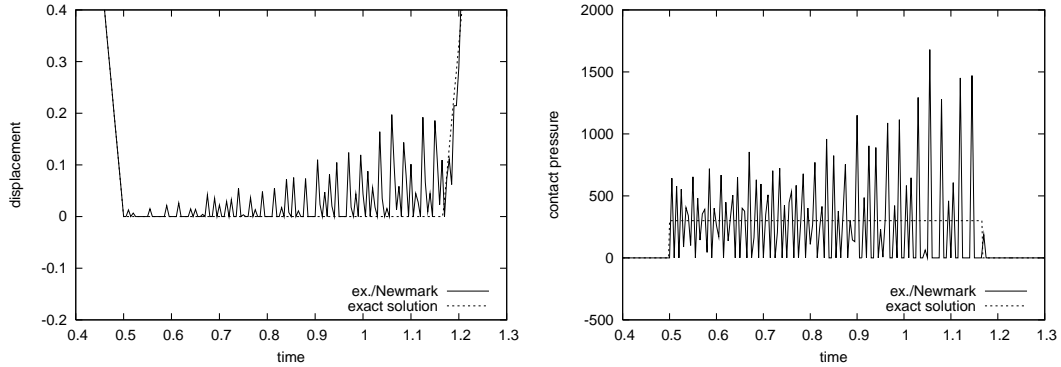 0.4
0.3
0.2
0.1
0
-0.1
-0.2
0.4 0.5 0.6 0.7 0.8 0.9 1 1.1 1.2 1.3
displacement
time
ex./Newmark
exact solution
2000
1500
1000
500
0
-500
0.4 0.5 0.6 0.7 0.8 0.9 1 1.1 1.2 1.3
contact pressure
time
ex./Newmark
exact solution